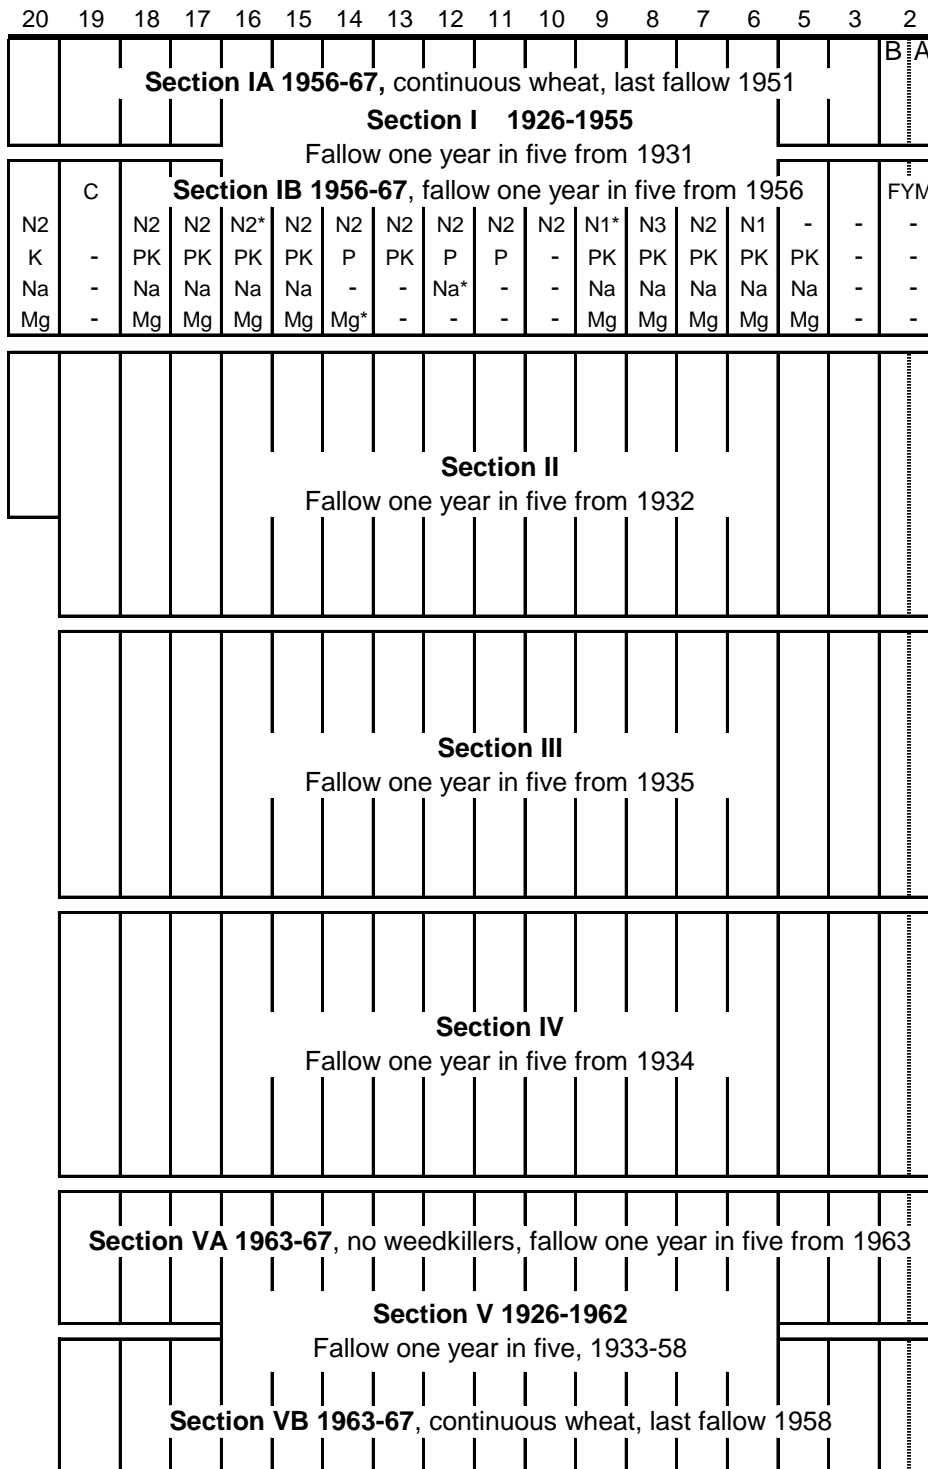 20 19 18 17 16 15 14 13 12 11 10 9 8 7 6 5 3 2
B A
Section IA 1956-67, continuous wheat, last fallow 1951
Section I 1926-1955
Fallow one year in five from 1931
C Section IB 1956-67, fallow one year in five from 1956 FYM
N2 N2 N2 N2* N2 N2 N2 N2 N2 N2 N1* N3 N2 N1 - - -
K - PK PK PK PK P PK P P - PK PK PK PK PK - -
Na - Na Na Na Na - - Na* - - Na Na Na Na Na - -
Mg - Mg Mg Mg Mg Mg* - - - - Mg Mg Mg Mg Mg - -
Section II
Fallow one year in five from 1932
Section III
Fallow one year in five from 1935
Section IV
Fallow one year in five from 1934
Section VA 1963-67, no weedkillers, fallow one year in five from 1963
Section V 1926-1962
Fallow one year in five, 1933-58
Section VB 1963-67, continuous wheat, last fallow 1958